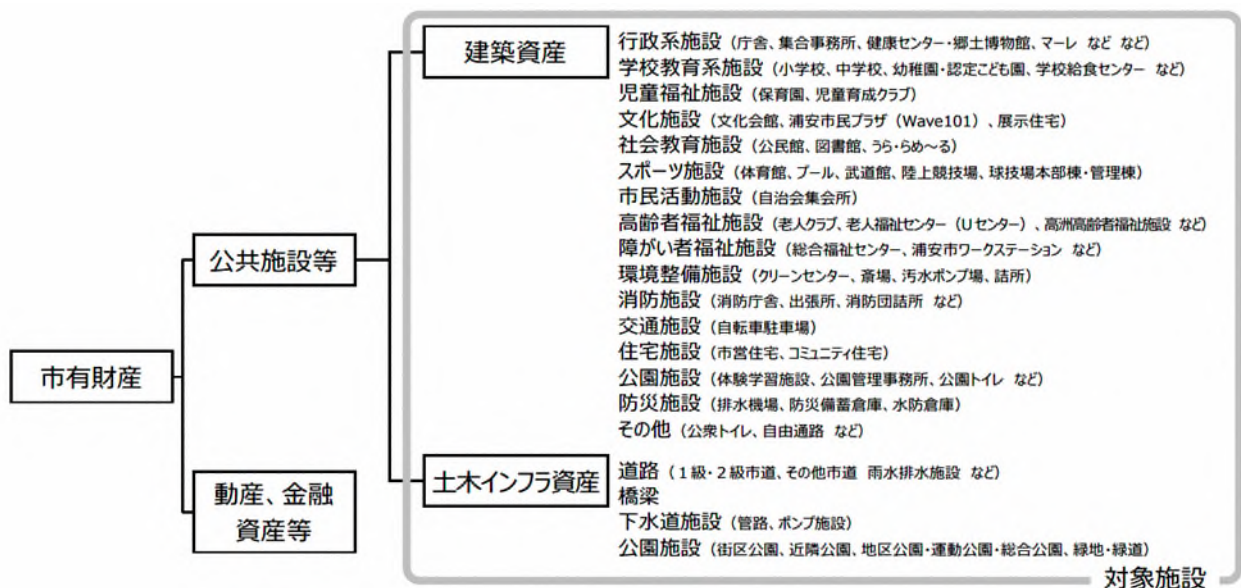 建築資産
行政系施設（庁舎、集合事務所、健康センター・郷土博物館、マーレ など など）
学校教育系施設（小学校、中学校、幼稚園・認定こども園、学校給食センター など）
児童福祉施設（保育園、児童育成クラブ）
文化施設（文化会館、浦安市民プラザ（Wave101）、展示住宅）
社会教育施設（公民館、図書館、うら・らめ～る）
スポーツ施設（体育館、プール、武道館、陸上競技場、球技場本部棟・管理棟）
市民活動施設（自治会集会所）
高齢者福祉施設（老人クラブ、老人福祉センター（Uセンター）、高洲高齢者福祉施設 など）
障がい者福祉施設（総合福祉センター、浦安市ワークステーション など）
環境整備施設（クリーンセンター、斎場、汚水ポンプ場、詰所）
消防施設（消防庁舎、出張所、消防団詰所 など）
交通施設（自転車駐車場）
住宅施設（市営住宅、コミュニティ住宅）
公園施設（体験学習施設、公園管理事務所、公園トイレ など）
防災施設（排水機場、防災備蓄倉庫、水防倉庫）
その他（公衆トイレ、自由通路 など）
公共施設等
市有財産
動産、金融
資産等
土木インフラ資産
道路（１級・２級市道、その他市道 雨水排水施設 など）
橋梁
下水道施設（管路、ポンプ施設）
公園施設（街区公園、近隣公園、地区公園・運動公園・総合公園、緑地・緑道）
対象施設